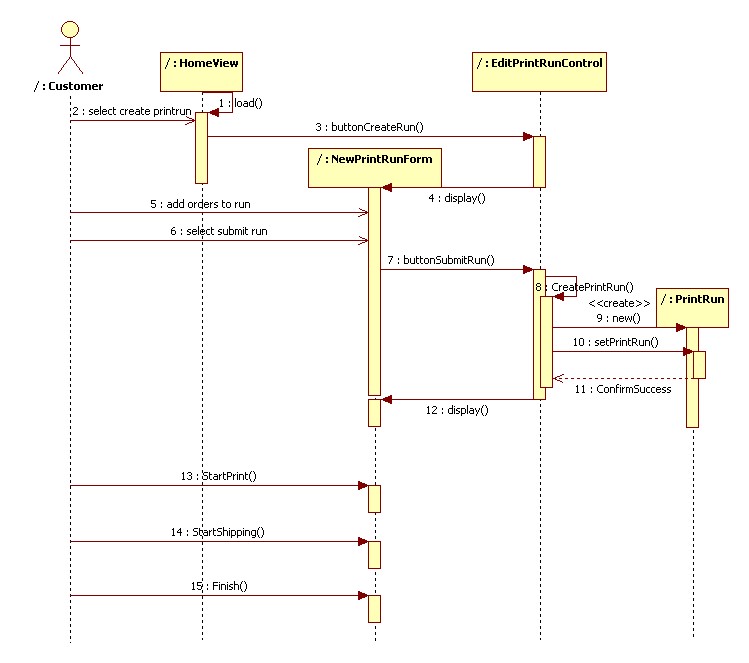 / : HomeView
/ : EditPrintRunControl
/ : Customer
1 : load()
2 : select create printrun
3 : buttonCreateRun()
/ : NewPrintRunForm
4 : display()
5 : add orders to run
6 : select submit run
7 : buttonSubmitRun()
8 : CreatePrintRun()
<<create>>
/ : PrintRun
9 : new()
10 : setPrintRun()
11 : ConfirmSuccess
12 : display()
13 : StartPrint()
14 : StartShipping()
15 : Finish()